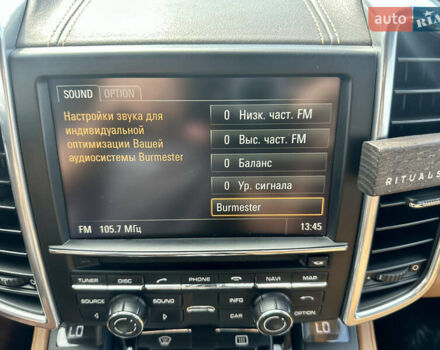 auto RIA
SOUND OPTION
Настройки звука для
индивидуальной
оптимизации Вашей
аудиосистемы Burmester
0 Низк. част. FM
0 Выс. част. FM
0 Баланс
0 Ур. сигнала
Burmester
FM 105.7 МГц
13:45
RITUALS
TUNER DISC PHONE NAVI MAP
SOURCE SOUND INFO BACK
CAR OPTION